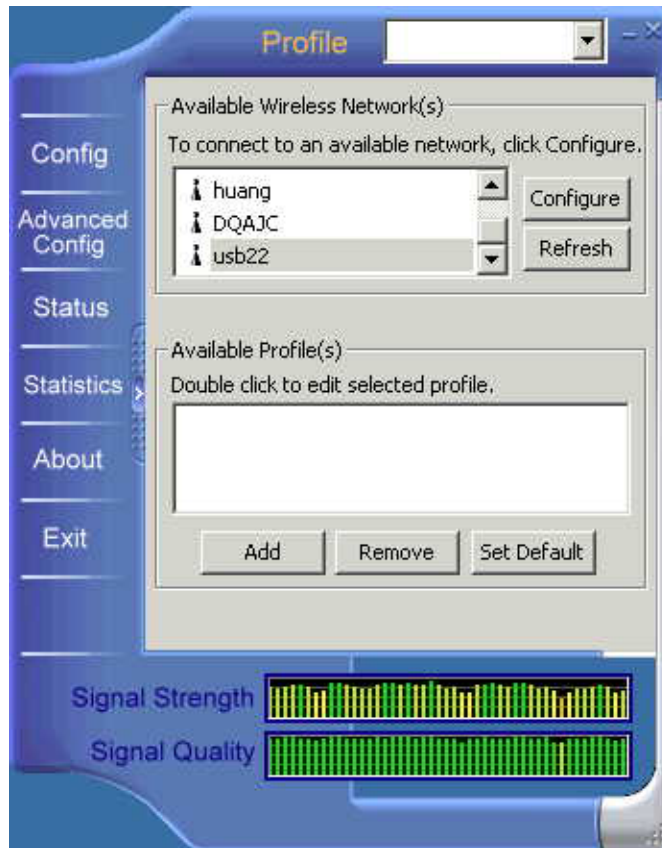 Profile
Config
Advanced
Config
Status
Statistics
About
Exit
Available Wireless Network(s)
To connect to an available network, click Configure.
huang
DQAJC
usb22
Configure
Refresh
Available Profile(s)
Double click to edit selected profile.
Add
Remove
Set Default
Signal Strength
Signal Quality